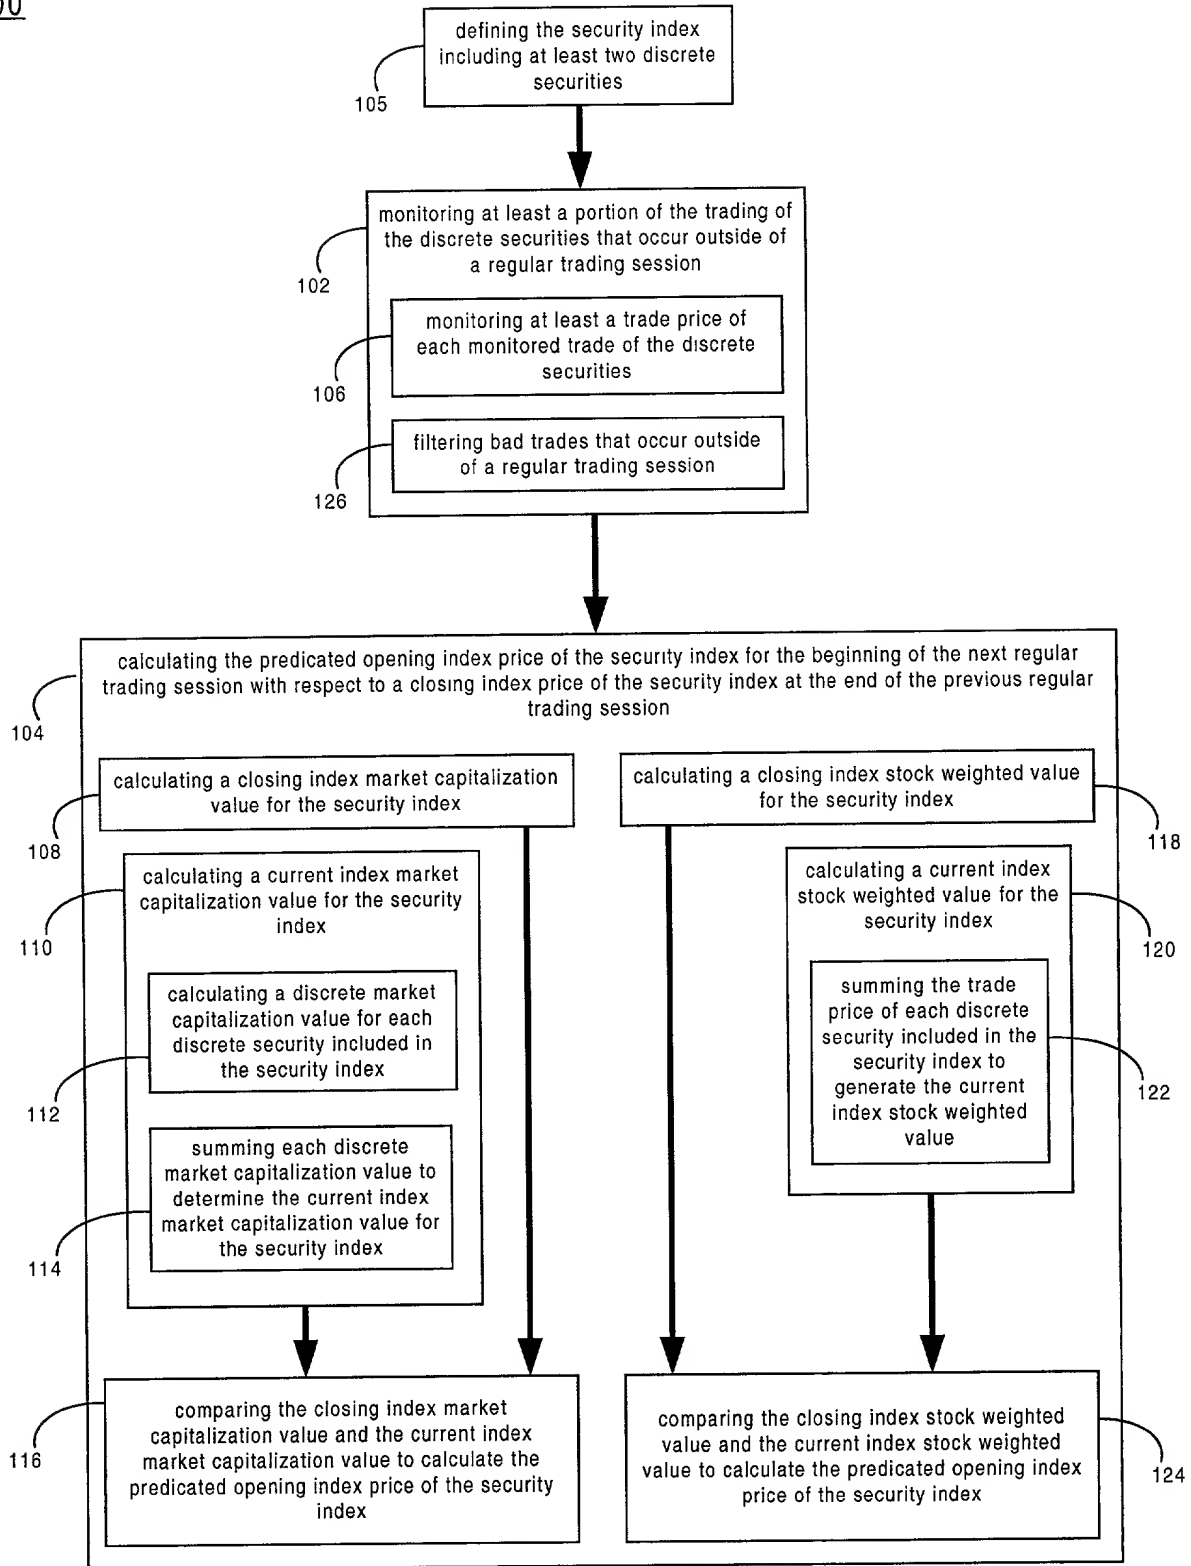 defining the security index
including at least two discrete
securities
105
monitoring at least a portion of the trading of
the discrete securities that occur outside of
a regular trading session
102
monitoring at least a trade price of
each monitored trade of the discrete
securities
106
filtering bad trades that occur outside
of a regular trading session
126
calculating the predicated opening index price of the security index for the beginning of the next regular
trading session with respect to a closing index price of the security index at the end of the previous regular
trading session
104
calculating a closing index market capitalization
value for the security index
108
calculating a closing index stock weighted value
for the security index
118
calculating a current index market
capitalization value for the security
index
110
calculating a discrete market
capitalization value for each
discrete security included in
the security index
112
summing each discrete
market capitalization value to
determine the current index
market capitalization value for
the security index
114
calculating a current index
stock weighted value for the
security index
120
summing the trade
price of each discrete
security included in the
security index to
generate the current
index stock weighted
value
122
comparing the closing index market
capitalization value and the current index
market capitalization value to calculate the
predicated opening index price of the security
index
116
comparing the closing index stock weighted
value and the current index stock weighted
value to calculate the predicated opening index
price of the security index
124